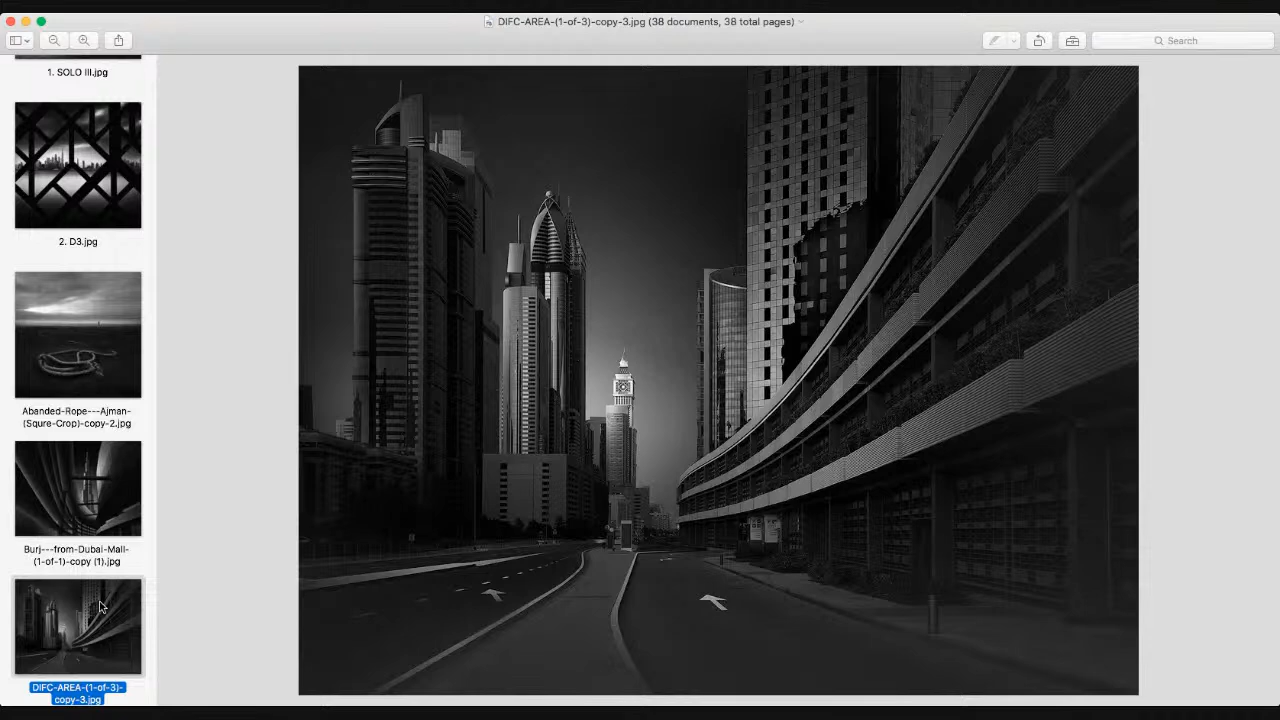 DIFC-AREA-(1-of-3)-copy-3.jpg (38 documents, 38 total pages)
Search
1. SOLO III.jpg
2. D3.jpg
Abanded-Rope---Ajman-
(Squre-Crop)-copy-2.jpg
Burj---from-Dubai-Mall-
(1-of-1)-copy (1).jpg
DIFC-AREA-(1-of-3)-
copy-3.jpg